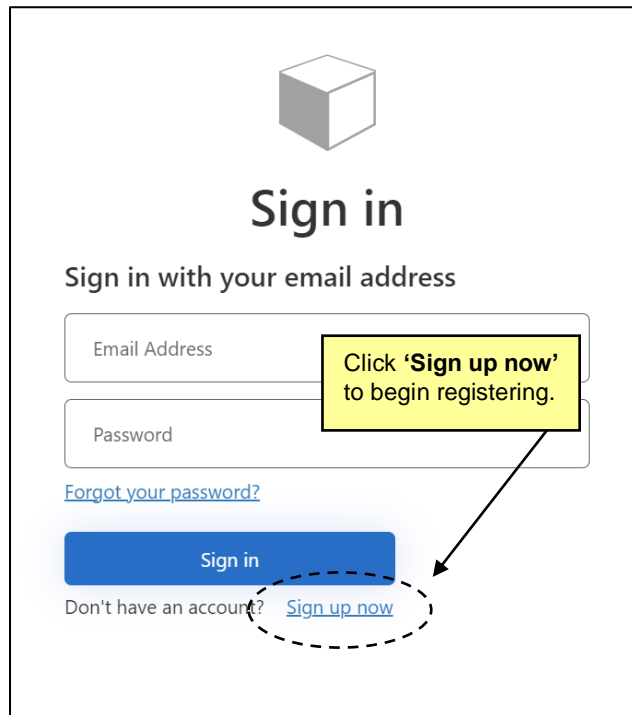 Sign in
Sign in with your email address
Email Address
Click ‘Sign up now’
to begin registering.
Password
Forgot your password?
Sign in
Don't have an account? Sign up now